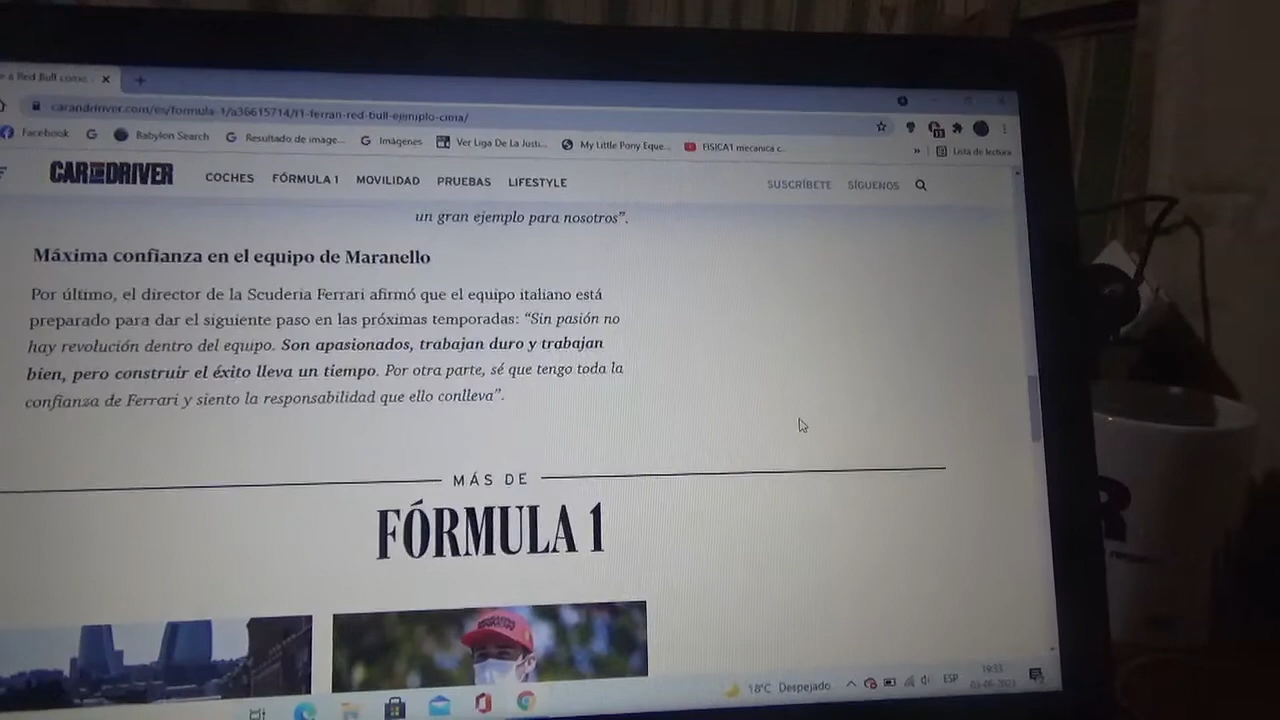 a Red Bull como
carandriver.com/es/formula-1/a36615714/f1-ferrari-red-bull-ejemplo-cima/
Facebook Babylon Search Resultado de image... Imágenes Ver Liga De La Justi... My Little Pony Eque... FISICA1 mecanica c... » Lista de lectura
CAR AND DRIVER COCHES FÓRMULA 1 MOVILIDAD PRUEBAS LIFESTYLE SUSCRÍBETE SÍGUENOS
un gran ejemplo para nosotros”.
Máxima confianza en el equipo de Maranello
Por último, el director de la Scuderia Ferrari afirmó que el equipo italiano está
preparado para dar el siguiente paso en las próximas temporadas: “Sin pasión no
hay revolución dentro del equipo. Son apasionados, trabajan duro y trabajan
bien, pero construir el éxito lleva un tiempo. Por otra parte, sé que tengo toda la
confianza de Ferrari y siento la responsabilidad que ello conlleva”.
MÁS DE
FÓRMULA 1
18°C Despejado ESP